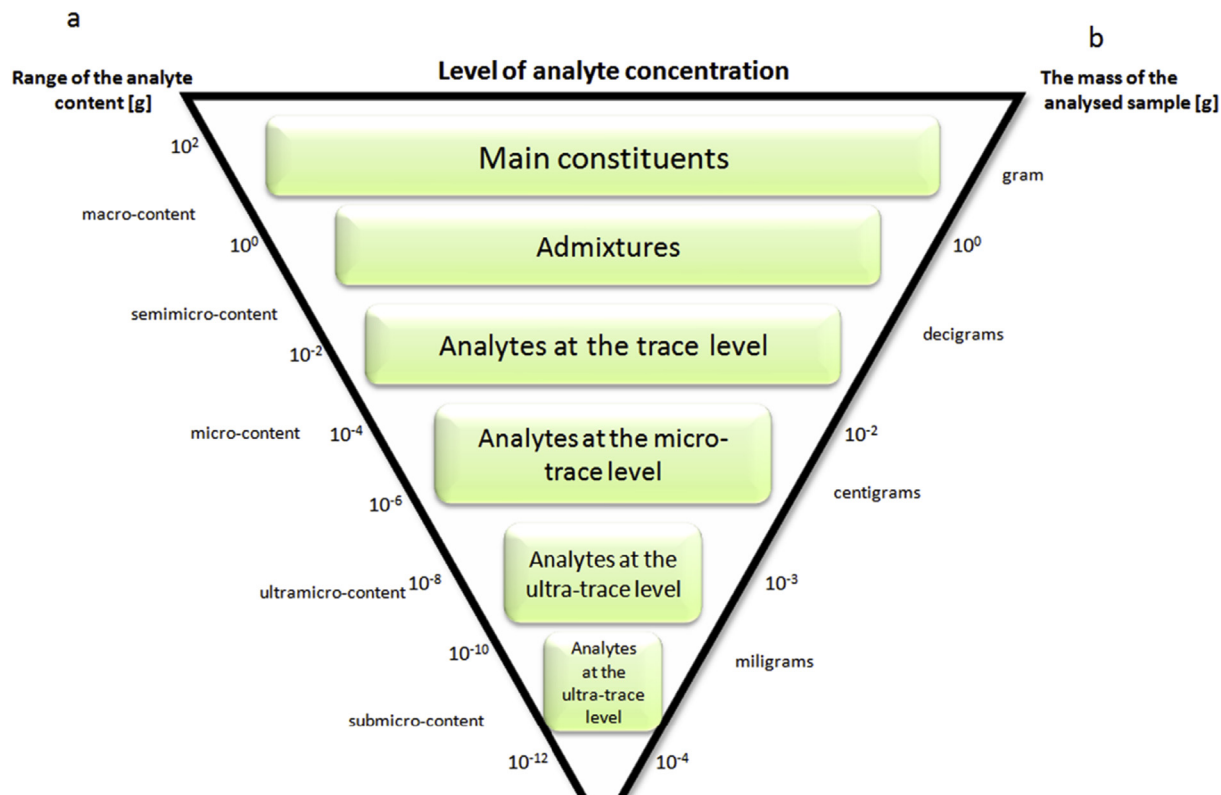 a
b
Range of the analyte
content [g]
Level of analyte concentration
The mass of the
analysed sample [g]
10²
Main constituents
gram
macro-content
10⁰
Admixtures
10⁰
semimicro-content
decigrams
10⁻²
Analytes at the trace level
micro-content
10⁻⁴
Analytes at the micro-
trace level
10⁻²
centigrams
10⁻⁶
Analytes at the
ultra-trace level
ultramicro-content
10⁻⁸
10⁻³
10⁻¹⁰
Analytes
at the
ultra-trace
level
miligrams
submicro-content
10⁻¹²
10⁻⁴